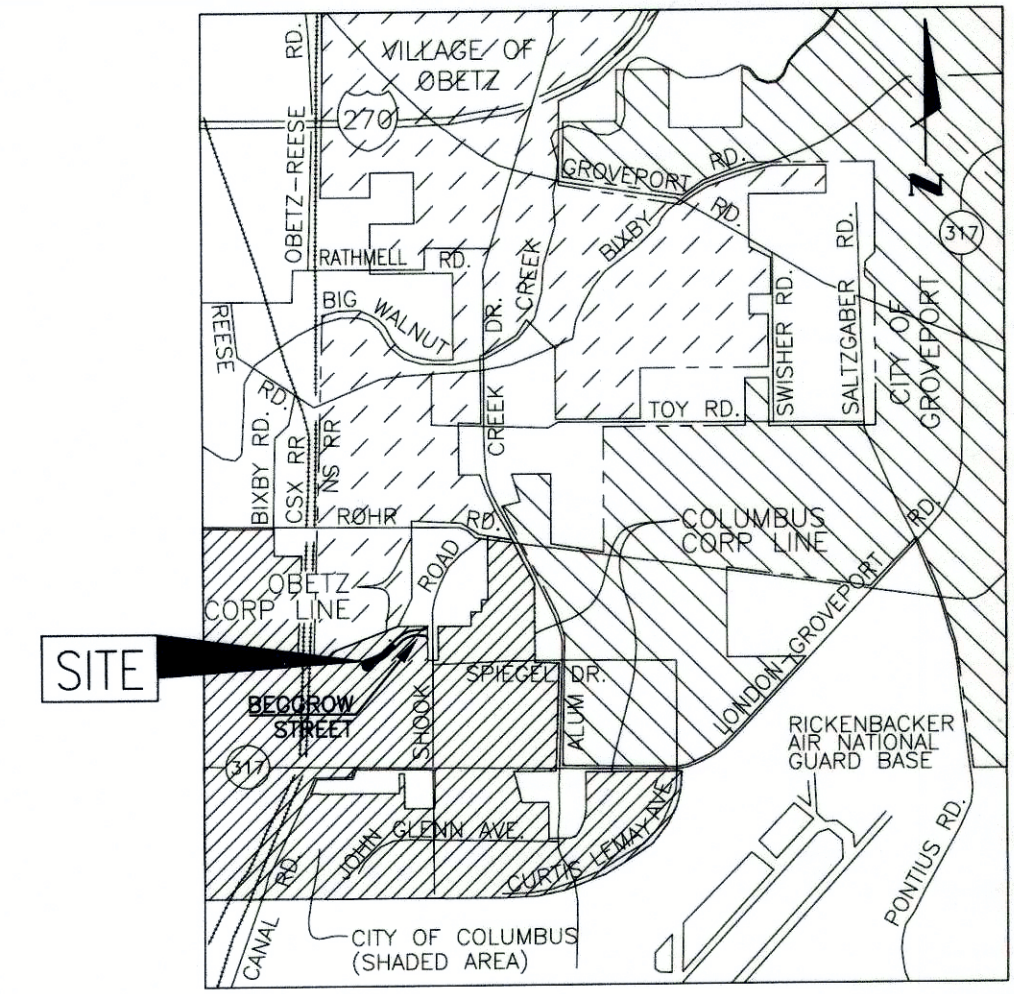 VILLAGE OF
OBETZ
270
OBETZ-REESE RD.
GROVEPORT RD.
BIXBY RD.
N
317
RATHMELL RD.
BIG WALNUT CREEK
REESE RD.
SWISHER RD.
SALTZGABER RD.
CITY OF
GROVEPORT
TOY RD.
BIXBY RD.
CSX RR
NS RR
ALUM CREEK DR.
ROHR RD.
COLUMBUS
CORP LINE
OBETZ
CORP LINE
SHOOK ROAD
SITE
SPIEGEL DR.
BEGGROW
STREET
LONDON-GROVEPORT RD.
317
RICKENBACKER
AIR NATIONAL
GUARD BASE
JOHN GLENN AVE.
CURTIS LEMAY AVE.
PONTIUS RD.
CANAL RD.
CITY OF COLUMBUS
(SHADED AREA)